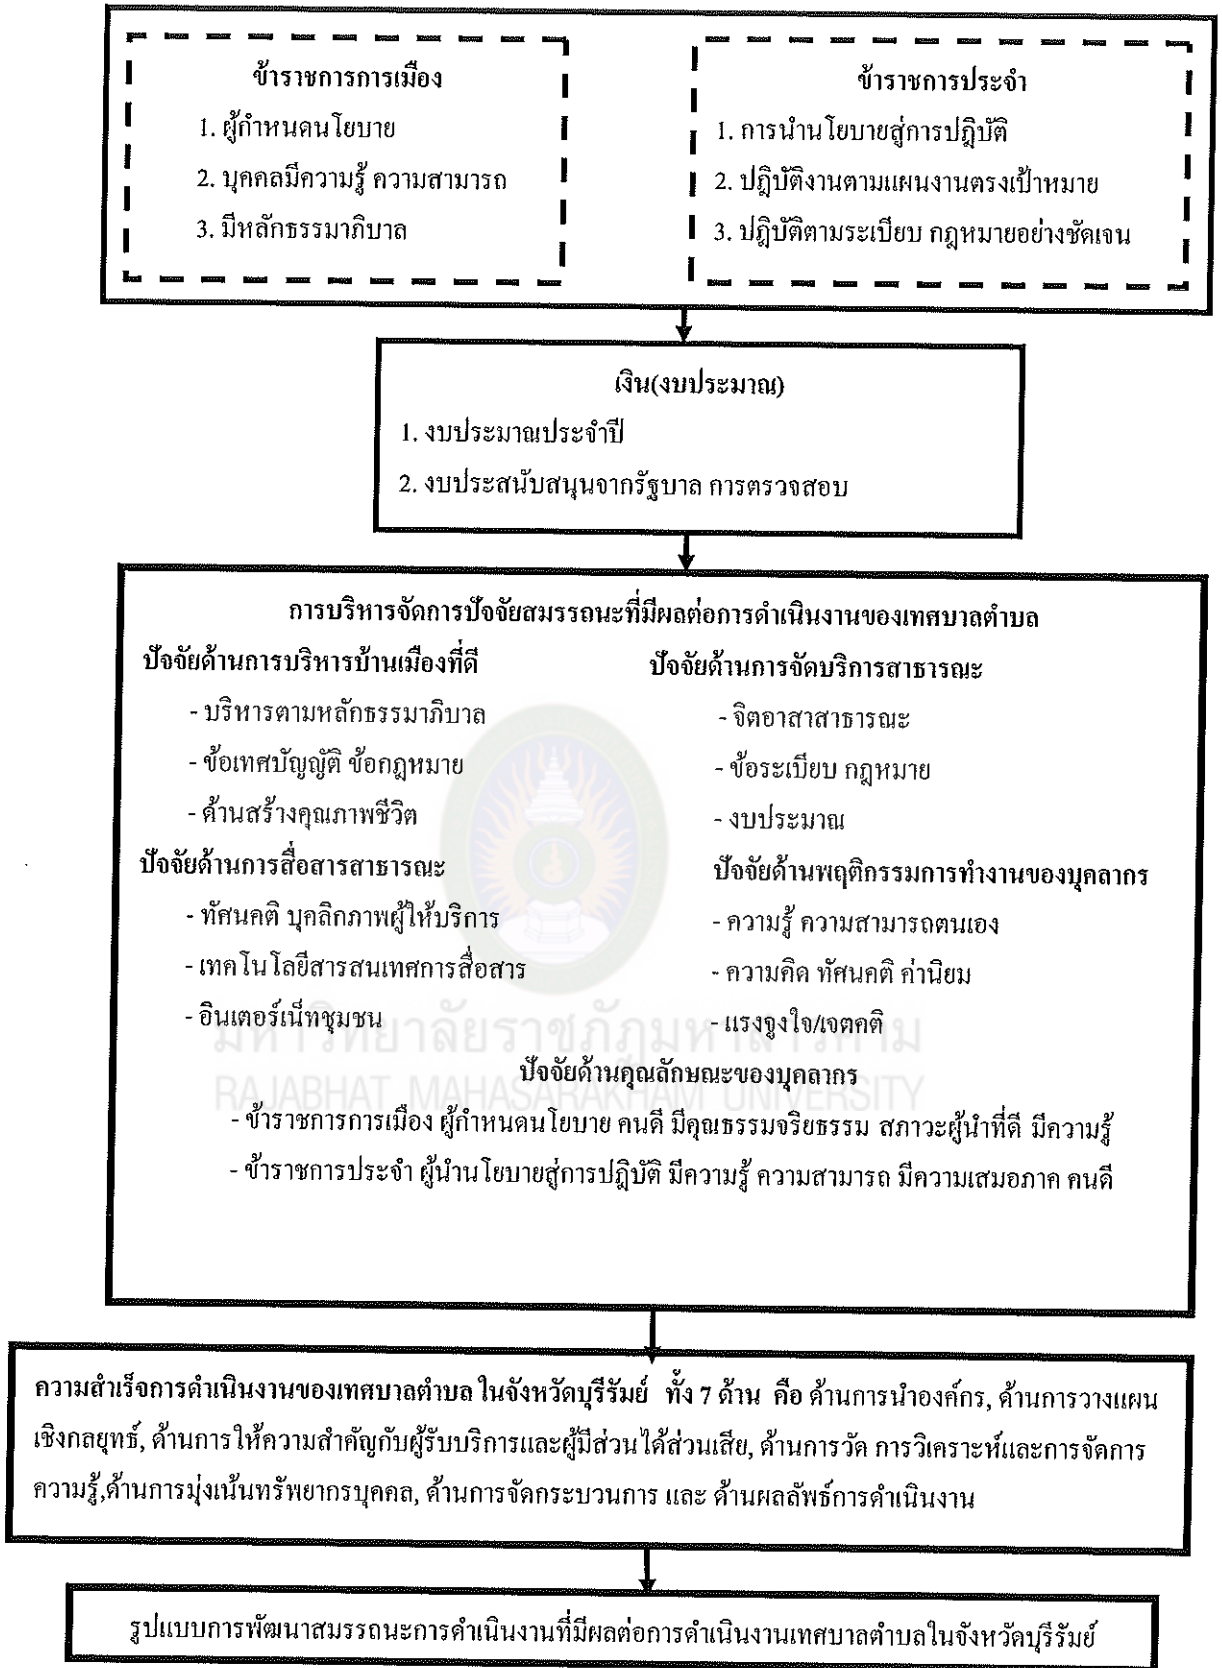 ข้าราชการการเมือง
1. ผู้กำหนดนโยบาย
2. บุคคลมีความรู้ ความสามารถ
3. มีหลักธรรมาภิบาล
ข้าราชการประจำ
1. การนำนโยบายสู่การปฎิบัติ
2. ปฎิบัติงานตามแผนงานตรงเป้าหมาย
3. ปฎิบัติตามระเบียบ กฎหมายอย่างชัดเจน
เงิน(งบประมาณ)
1. งบประมาณประจำปี
2. งบประสนับสนุนจากรัฐบาล การตรวจสอบ
การบริหารจัดการปัจจัยสมรรถนะที่มีผลต่อการดำเนินงานของเทศบาลตำบล
ปัจจัยด้านการบริหารบ้านเมืองที่ดี
- บริหารตามหลักธรรมาภิบาล
- ข้อเทศบัญญัติ ข้อกฎหมาย
- ด้านสร้างคุณภาพชีวิต
ปัจจัยด้านการจัดบริการสาธารณะ
- จิตอาสาสาธารณะ
- ข้อระเบียบ กฎหมาย
- งบประมาณ
ปัจจัยด้านการสื่อสารสาธารณะ
- ทัศนคติ บุคลิกภาพผู้ให้บริการ
- เทคโนโลยีสารสนเทศการสื่อสาร
- อินเตอร์เน็ทชุมชน
ปัจจัยด้านพฤติกรรมการทำงานของบุคลากร
- ความรู้ ความสามารถตนเอง
- ความคิด ทัศนคติ ค่านิยม
- แรงจูงใจ/เจตคติ
มหาวิทยาลัยราชภัฏมหาสารคาม
RAJABHAT MAHASARAKHAM UNIVERSITY
ปัจจัยด้านคุณลักษณะของบุคลากร
- ข้าราชการการเมือง ผู้กำหนดนโยบาย คนดี มีคุณธรรมจริยธรรม สภาวะผู้นำที่ดี มีความรู้
- ข้าราชการประจำ ผู้นำนโยบายสู่การปฎิบัติ มีความรู้ ความสามารถ มีความเสมอภาค คนดี
ความสำเร็จการดำเนินงานของเทศบาลตำบล ในจังหวัดบุรีรัมย์ ทั้ง 7 ด้าน คือ ด้านการนำองค์กร, ด้านการวางแผน
เชิงกลยุทธ์, ด้านการให้ความสำคัญกับผู้รับบริการและผู้มีส่วนได้ส่วนเสีย, ด้านการวัด การวิเคราะห์และการจัดการ
ความรู้,ด้านการมุ่งเน้นทรัพยากรบุคคล, ด้านการจัดกระบวนการ และ ด้านผลลัพธ์การดำเนินงาน
รูปแบบการพัฒนาสมรรถนะการดำเนินงานที่มีผลต่อการดำเนินงานเทศบาลตำบลในจังหวัดบุรีรัมย์